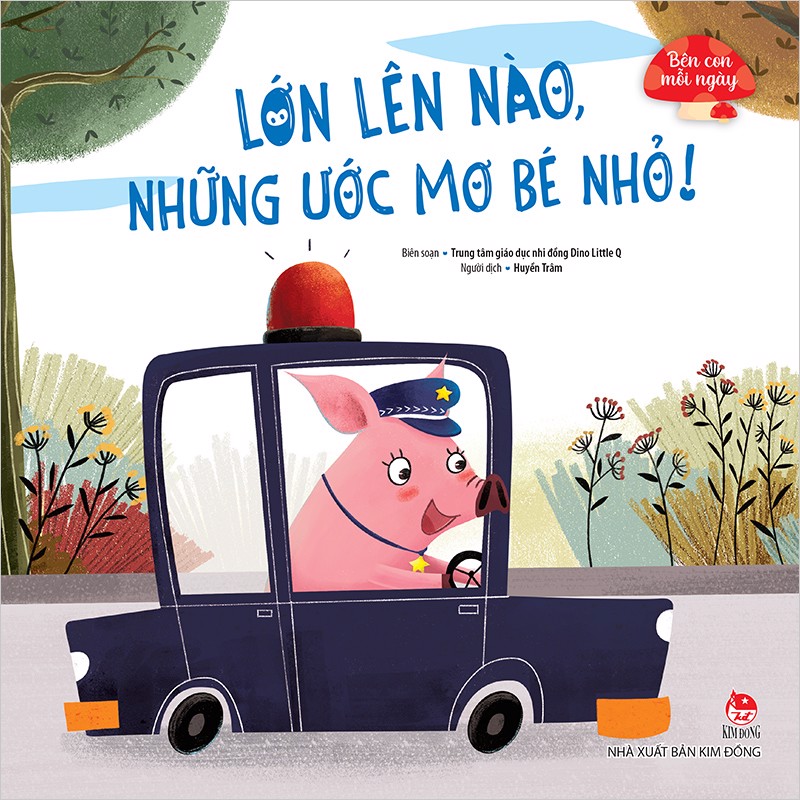 Bên con
mỗi ngày
LỚN LÊN NÀO,
NHỮNG ƯỚC MƠ BÉ NHỎ!
Biên soạn Trung tâm giáo dục nhi đồng Dino Little Q
Người dịch Huyền Trâm
KIM ĐỒNG
NHÀ XUẤT BẢN KIM ĐỒNG